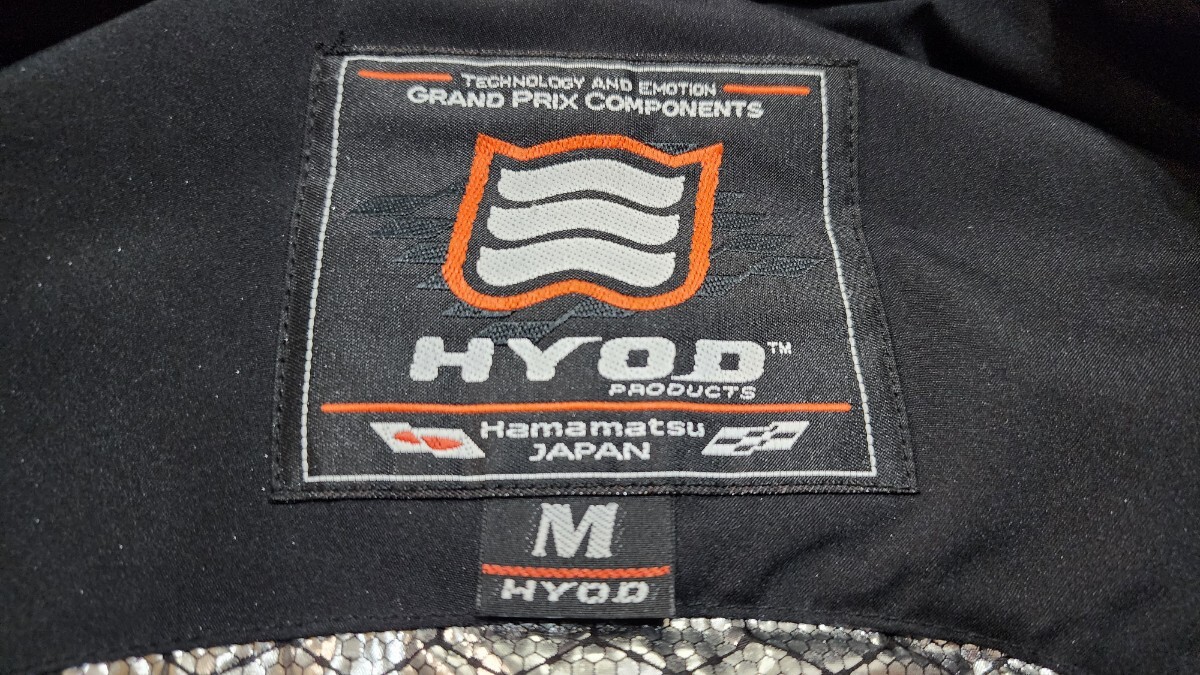 TECHNOLOGY AND EMOTION
GRAND PRIX COMPONENTS
HYOD™
PRODUCTS
Hamamatsu
JAPAN
M
HYOD